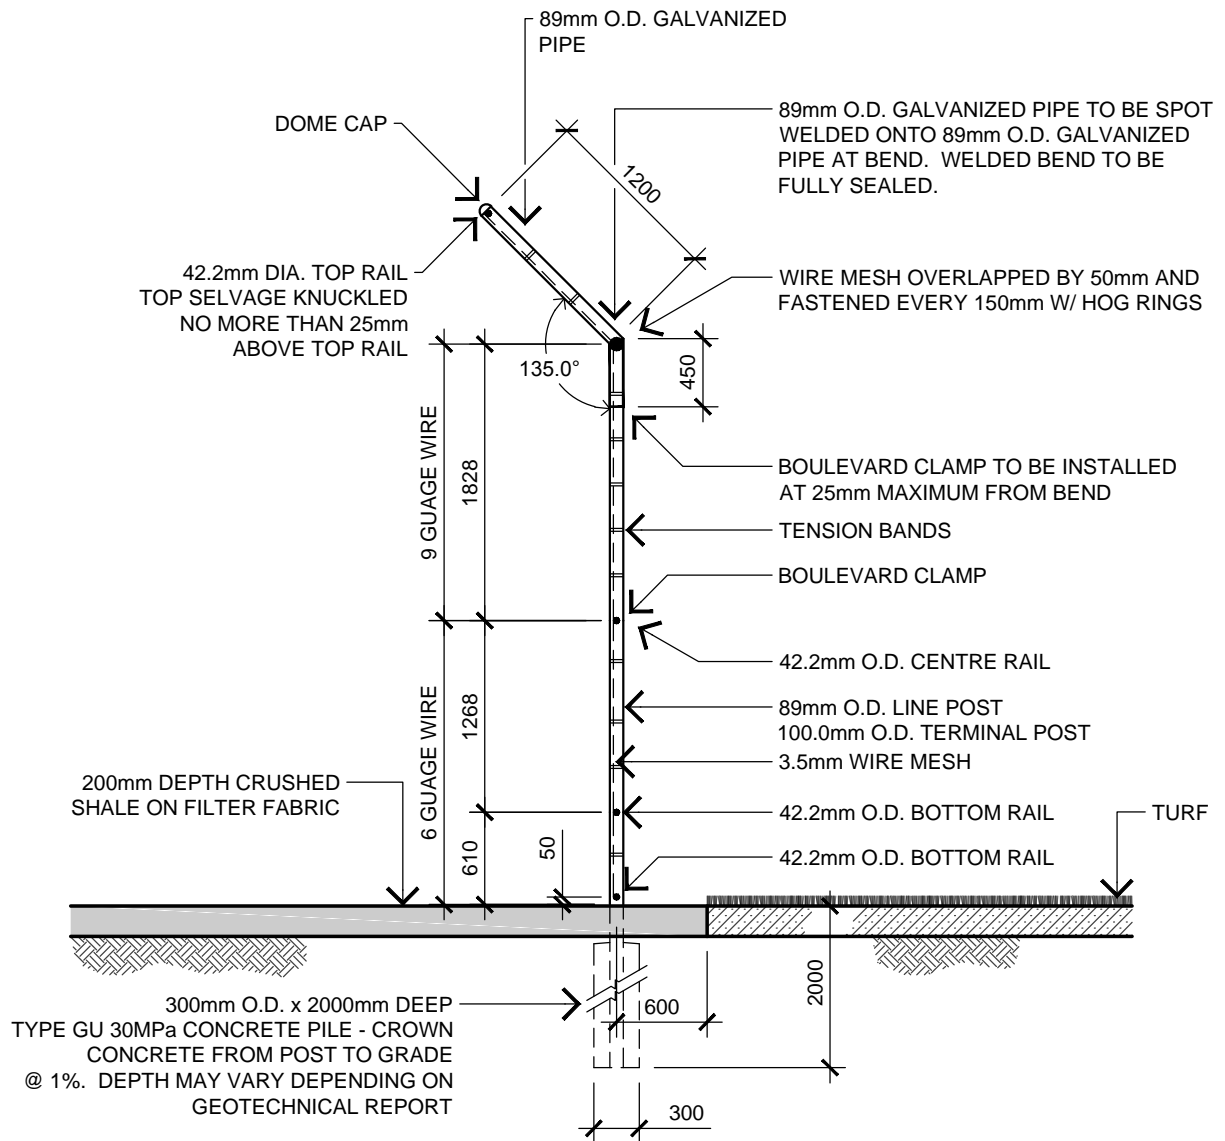 89mm O.D. GALVANIZED
PIPE
DOME CAP
89mm O.D. GALVANIZED PIPE TO BE SPOT
WELDED ONTO 89mm O.D. GALVANIZED
PIPE AT BEND.  WELDED BEND TO BE
FULLY SEALED.
1200
42.2mm DIA. TOP RAIL
TOP SELVAGE KNUCKLED
NO MORE THAN 25mm
ABOVE TOP RAIL
WIRE MESH OVERLAPPED BY 50mm AND
FASTENED EVERY 150mm W/ HOG RINGS
135.0°
450
9 GUAGE WIRE
1828
BOULEVARD CLAMP TO BE INSTALLED
AT 25mm MAXIMUM FROM BEND
TENSION BANDS
BOULEVARD CLAMP
42.2mm O.D. CENTRE RAIL
6 GUAGE WIRE
1268
89mm O.D. LINE POST
100.0mm O.D. TERMINAL POST
3.5mm WIRE MESH
200mm DEPTH CRUSHED
SHALE ON FILTER FABRIC
42.2mm O.D. BOTTOM RAIL
TURF
610
50
42.2mm O.D. BOTTOM RAIL
300mm O.D. x 2000mm DEEP
TYPE GU 30MPa CONCRETE PILE - CROWN
CONCRETE FROM POST TO GRADE
@ 1%.  DEPTH MAY VARY DEPENDING ON
GEOTECHNICAL REPORT
600
2000
300